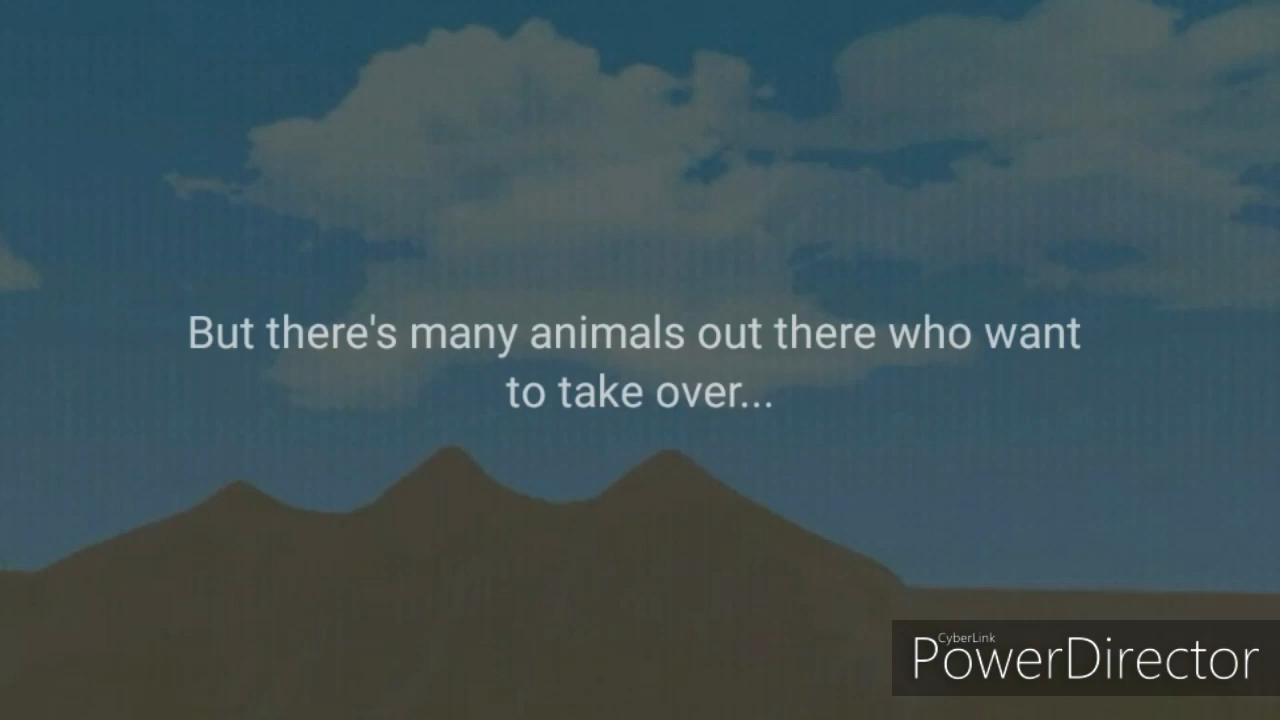 But there's many animals out there who want
to take over...
CyberLink
PowerDirector